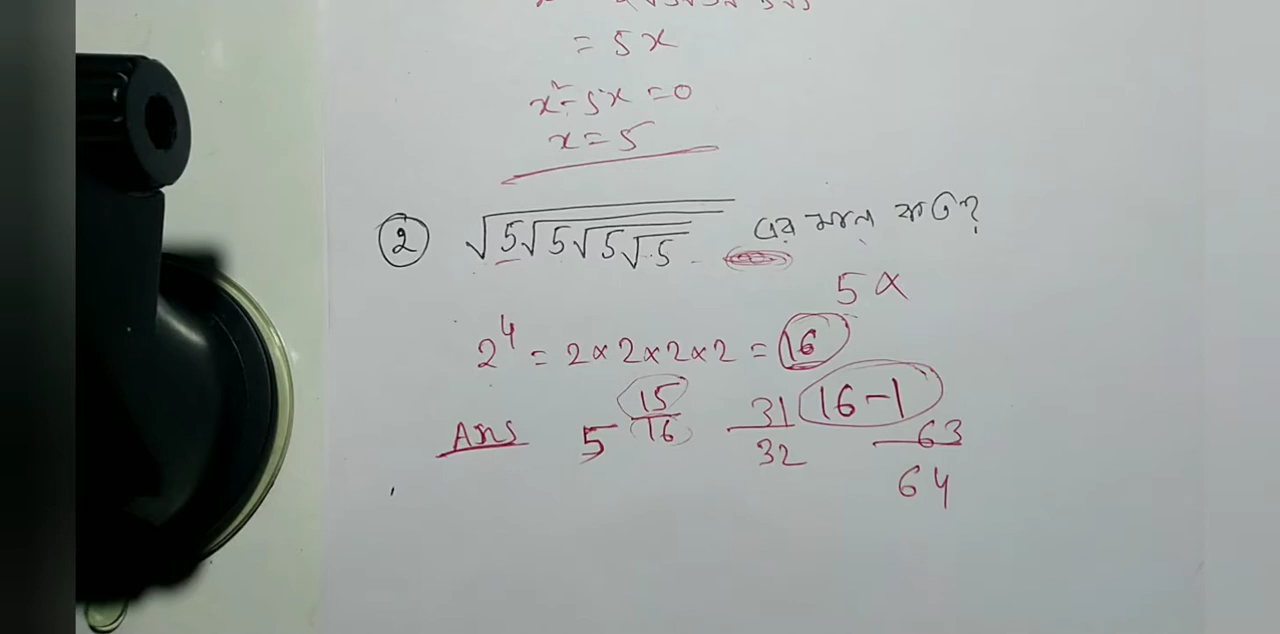 = 5x
x² - 5x = 0
x = 5
② √5√5√5√5 এর মান কত?
5 α
2⁴ = 2 × 2 × 2 × 2 = 16
Ans 5^15/16 31/32 16-1 63/64